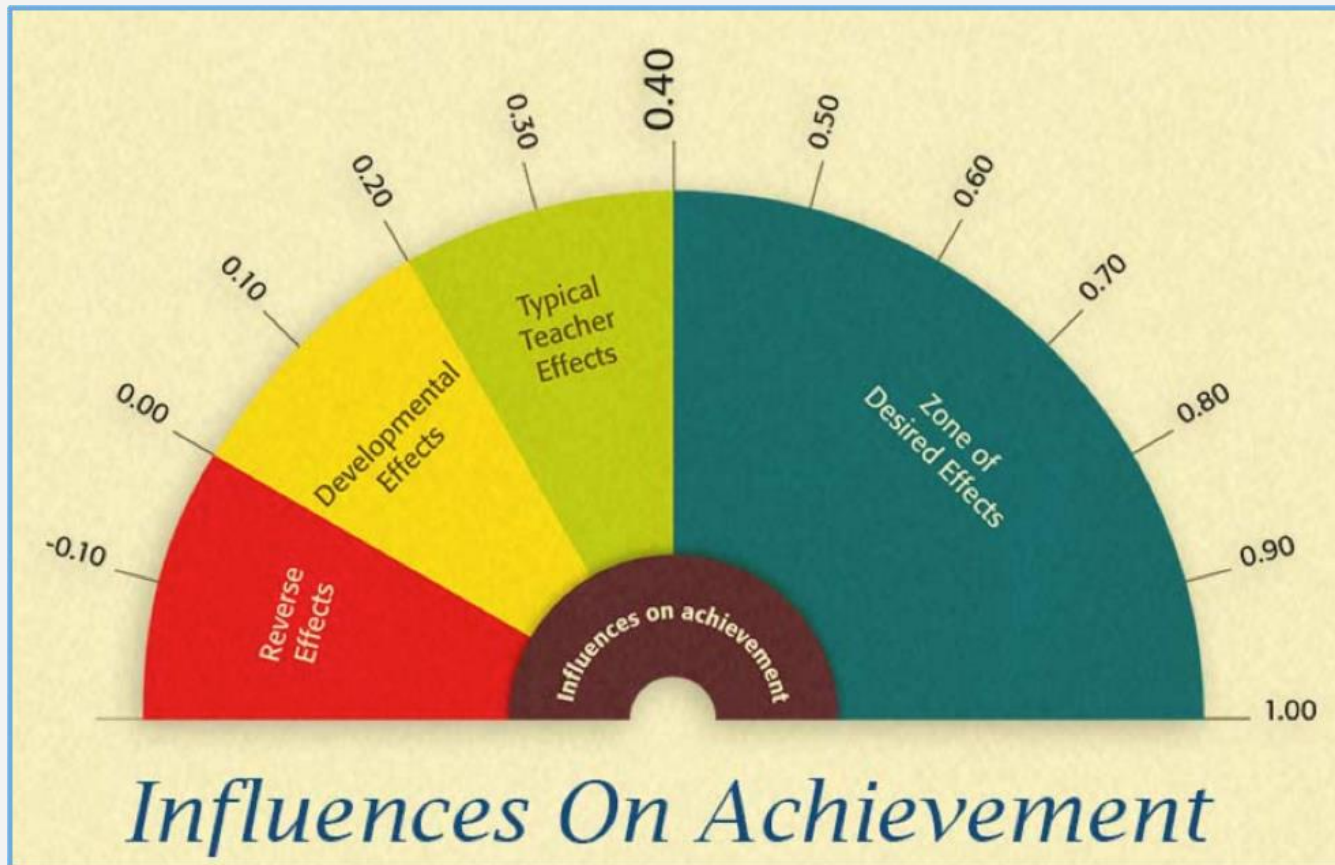 -0.10
0.00
0.10
0.20
0.30
0.40
0.50
0.60
0.70
0.80
0.90
1.00
Reverse
Effects
Developmental
Effects
Typical
Teacher
Effects
Zone of
Desired Effects
Influences on achievement
Influences On Achievement